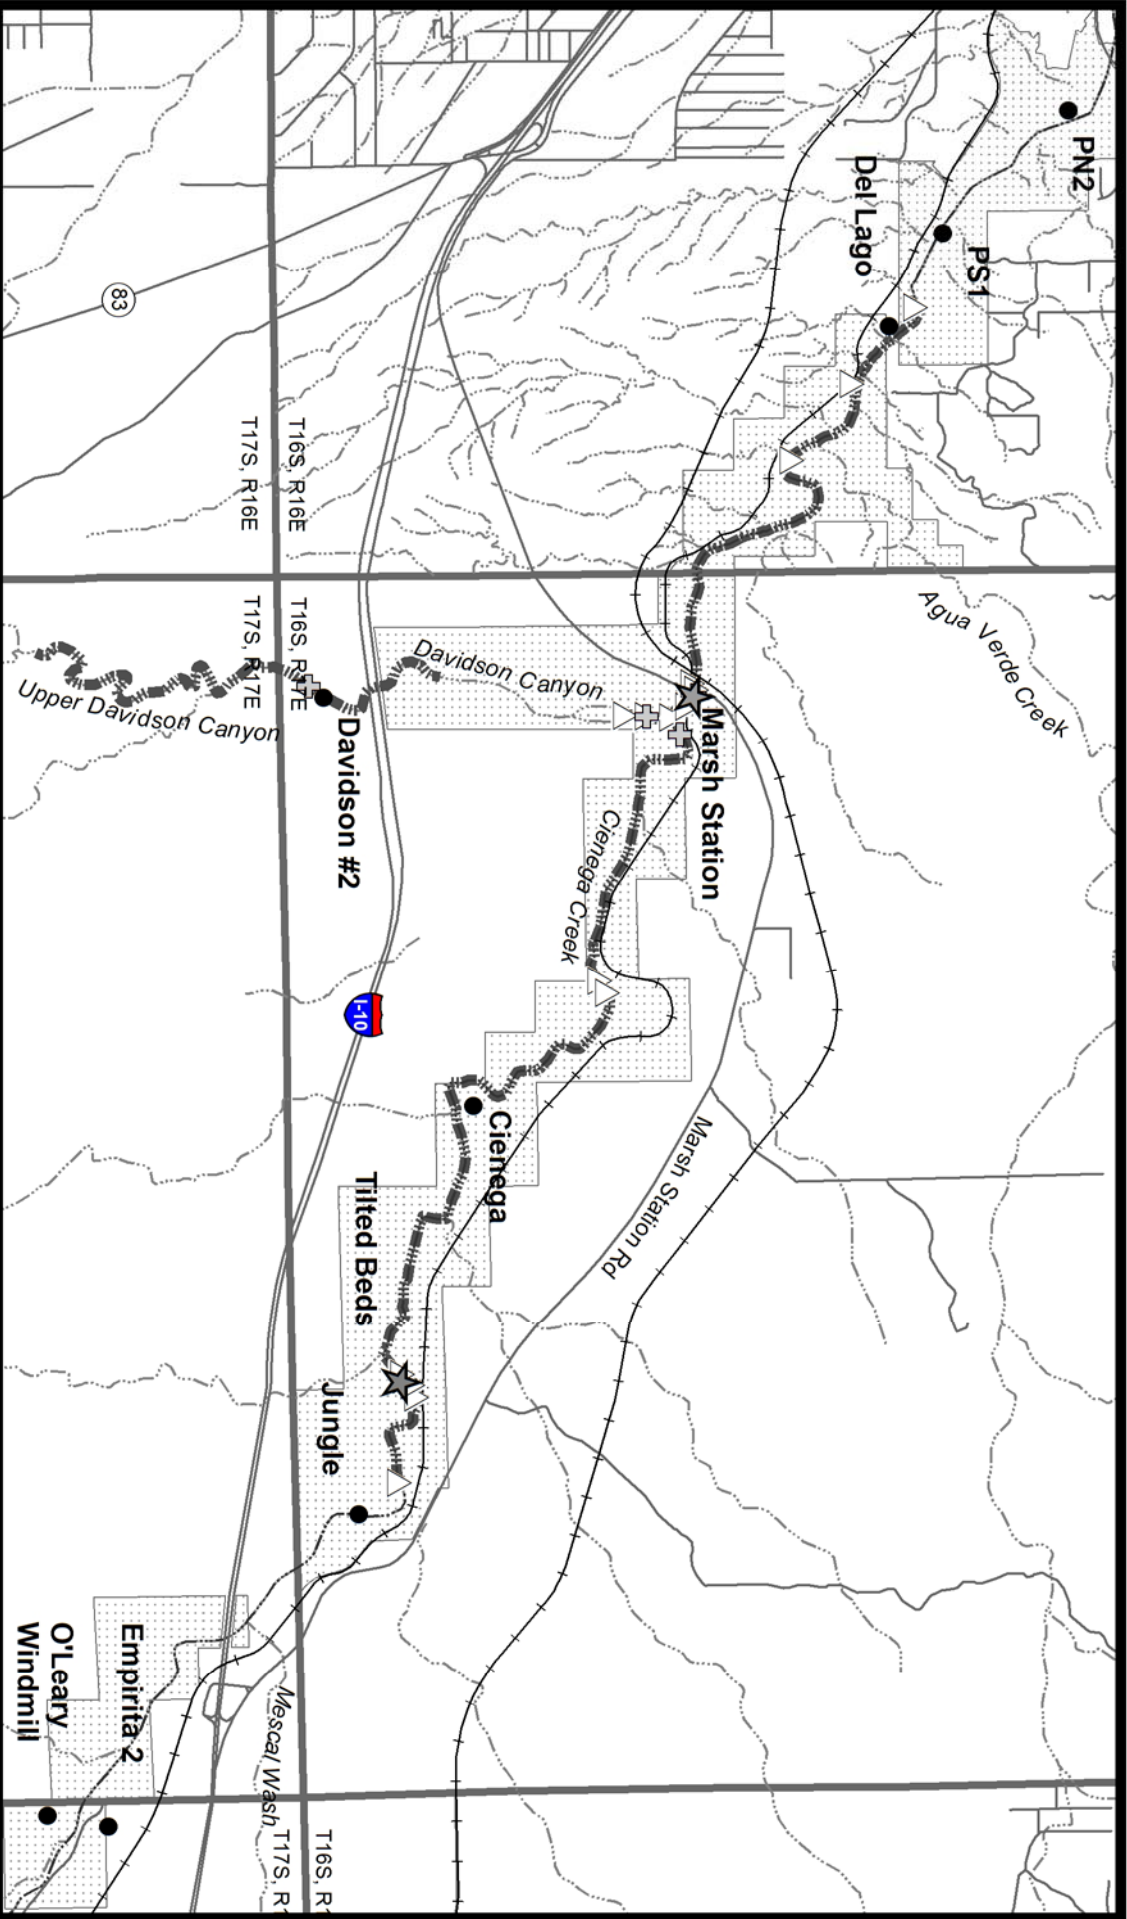 PN2
PS1
Agua Verde Creek
Del Lago
Marsh Station
Marsh Station Rd
Davidson Canyon
Cienega Creek
Cienega
Tilted Beds
I-10
Davidson #2
Jungle
T16S, R16E
T16S, R17E
T16S, R1
T17S, R16E
T17S, R17E
T17S, R1
Mescal Wash
Upper Davidson Canyon
83
Empirita 2
O'Leary
Windmill